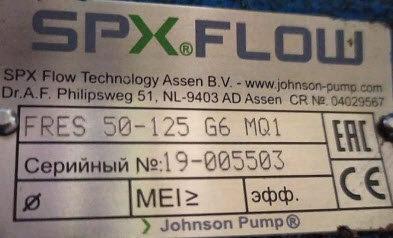 SPX®FLOW
SPX Flow Technology Assen B.V. - www.johnson-pump.com
Dr.A.F. Philipsweg 51, NL-9403 AD Assen CR №. 04029567
FRES 50-125 G6 MQ1
EAC
Серийный №:19-005503
CE
Ø MEI≥ эфф.
Johnson Pump®